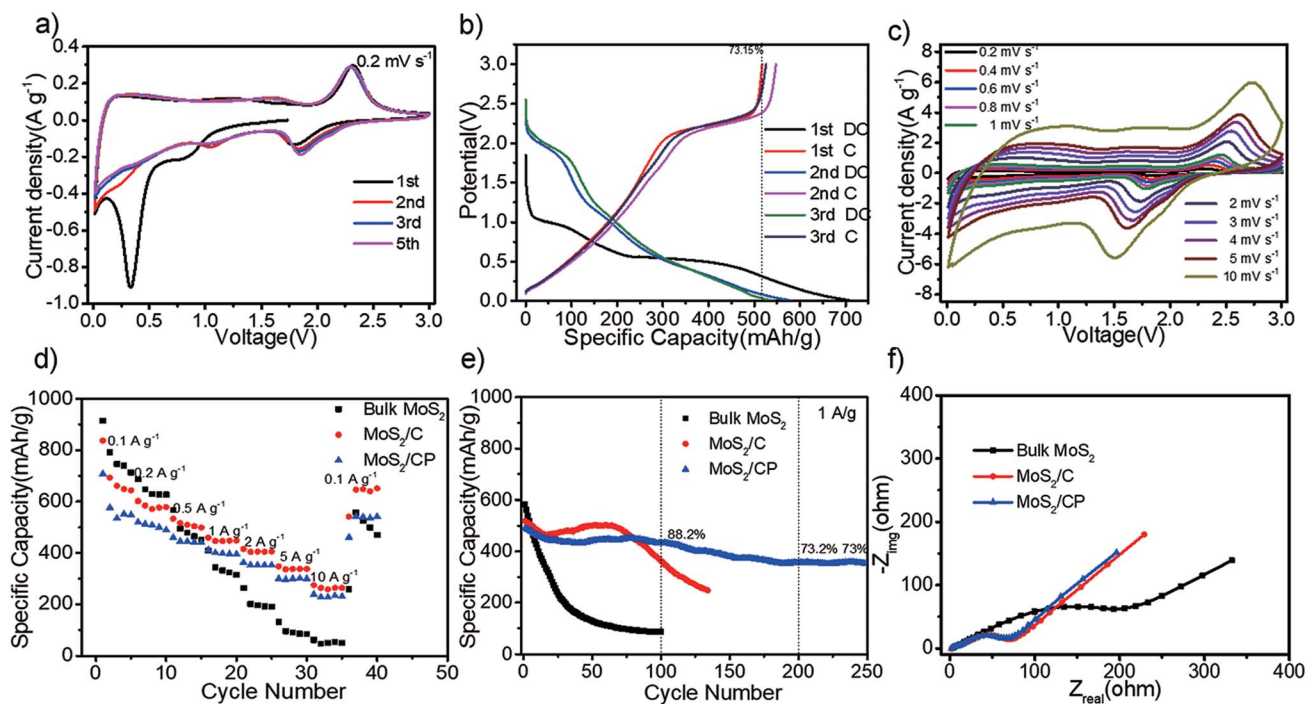 a)
0.4
0.2
0.0
-0.2
-0.4
-0.6
-0.8
-1.0
Current density(A g⁻¹)
0.2 mV s⁻¹
1st
2nd
3rd
5th
0.0 0.5 1.0 1.5 2.0 2.5 3.0
Voltage(V)
b)
73.15%
3.0
2.5
2.0
1.5
1.0
0.5
0.0
Potential(V)
1st DC
1st C
2nd DC
2nd C
3rd DC
3rd C
0 100 200 300 400 500 600 700
Specific Capacity(mAh/g)
c)
8
6
4
2
0
-2
-4
-6
-8
Current density(A g⁻¹)
0.2 mV s⁻¹
0.4 mV s⁻¹
0.6 mV s⁻¹
0.8 mV s⁻¹
1 mV s⁻¹
2 mV s⁻¹
3 mV s⁻¹
4 mV s⁻¹
5 mV s⁻¹
10 mV s⁻¹
0.0 0.5 1.0 1.5 2.0 2.5 3.0
Voltage(V)
d)
1000
800
600
400
200
0
Specific Capacity(mAh/g)
Bulk MoS₂
MoS₂/C
MoS₂/CP
0.1 A g⁻¹
0.2 A g⁻¹
0.5 A g⁻¹
1 A g⁻¹
2 A g⁻¹
5 A g⁻¹
10 A g⁻¹
0.1 A g⁻¹
0 10 20 30 40 50
Cycle Number
e)
1000
800
600
400
200
0
Specific Capacity(mAh/g)
Bulk MoS₂
MoS₂/C
MoS₂/CP
1 A/g
88.2%
73.2% 73%
0 50 100 150 200 250
Cycle Number
f)
400
300
200
100
0
-Zimg(ohm)
Bulk MoS₂
MoS₂/C
MoS₂/CP
0 100 200 300 400
Zreal(ohm)